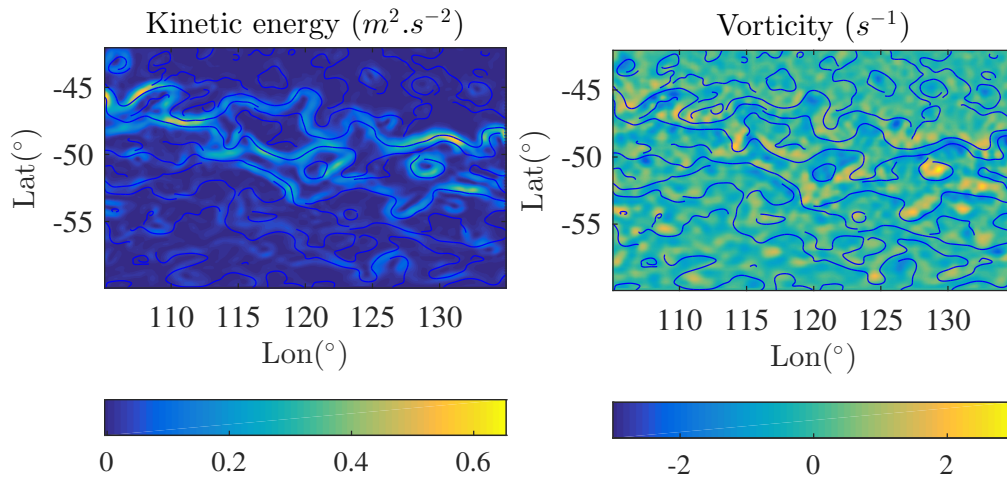 Kinetic energy (m².s⁻²)
-45
-50
-55
Lat(°)
110 115 120 125 130
Lon(°)
0 0.2 0.4 0.6
Vorticity (s⁻¹)
-45
-50
-55
Lat(°)
110 115 120 125 130
Lon(°)
-2 0 2